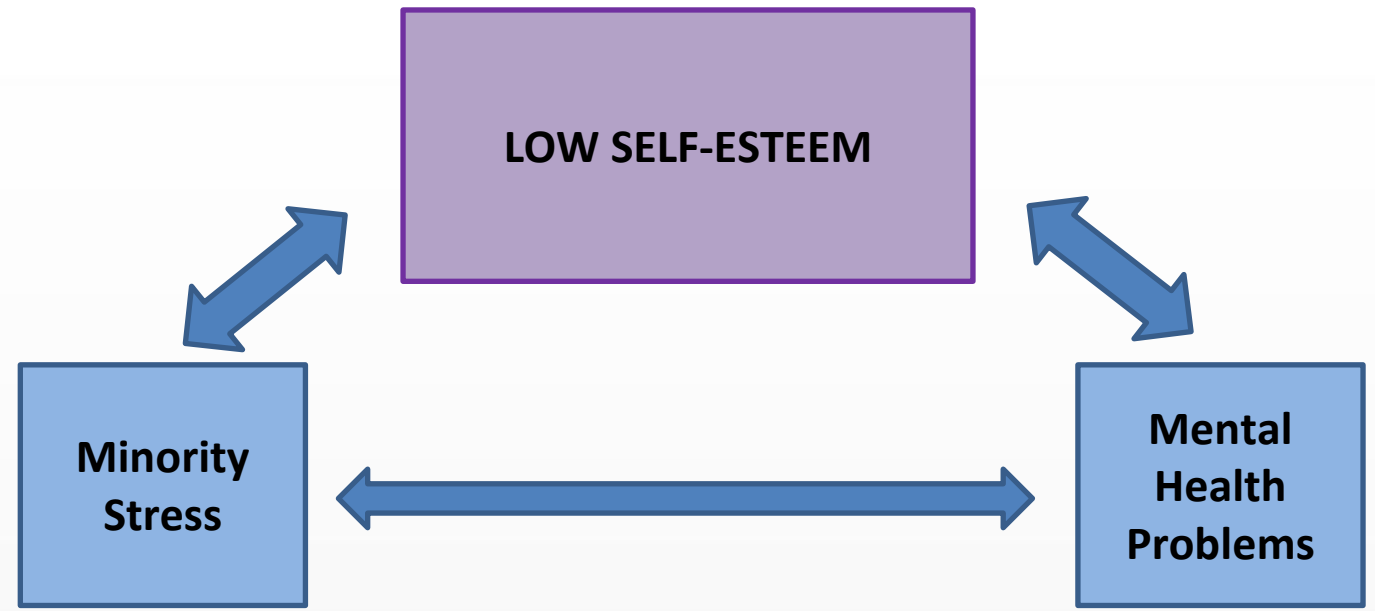 LOW SELF-ESTEEM
Minority
Stress
Mental
Health
Problems